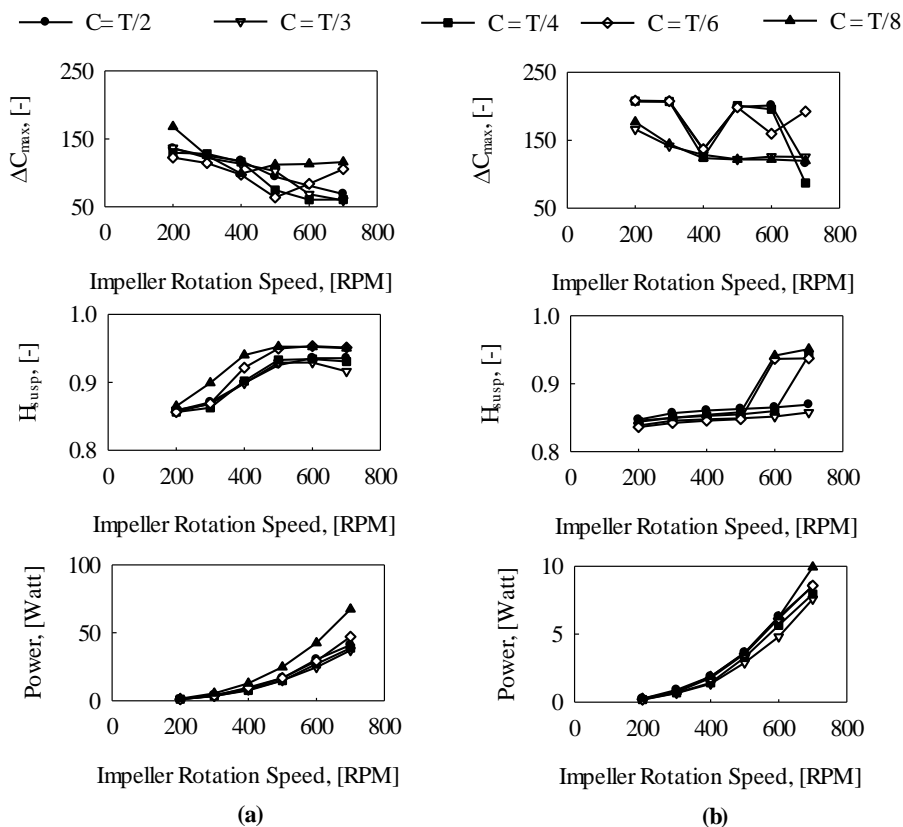 C = T/2 C = T/3 C = T/4 C = T/6 C = T/8
250
150
50
0 200 400 600 800
ΔCmax, [-]
Impeller Rotation Speed, [RPM]
250
150
50
0 200 400 600 800
ΔCmax, [-]
Impeller Rotation Speed, [RPM]
1.0
0.9
0.8
0 200 400 600 800
Hsusp, [-]
Impeller Rotation Speed, [RPM]
1.0
0.9
0.8
0 200 400 600 800
Hsusp, [-]
Impeller Rotation Speed, [RPM]
100
50
0
0 200 400 600 800
Power, [Watt]
Impeller Rotation Speed, [RPM]
(a)
10
5
0
0 200 400 600 800
Power, [Watt]
Impeller Rotation Speed, [RPM]
(b)